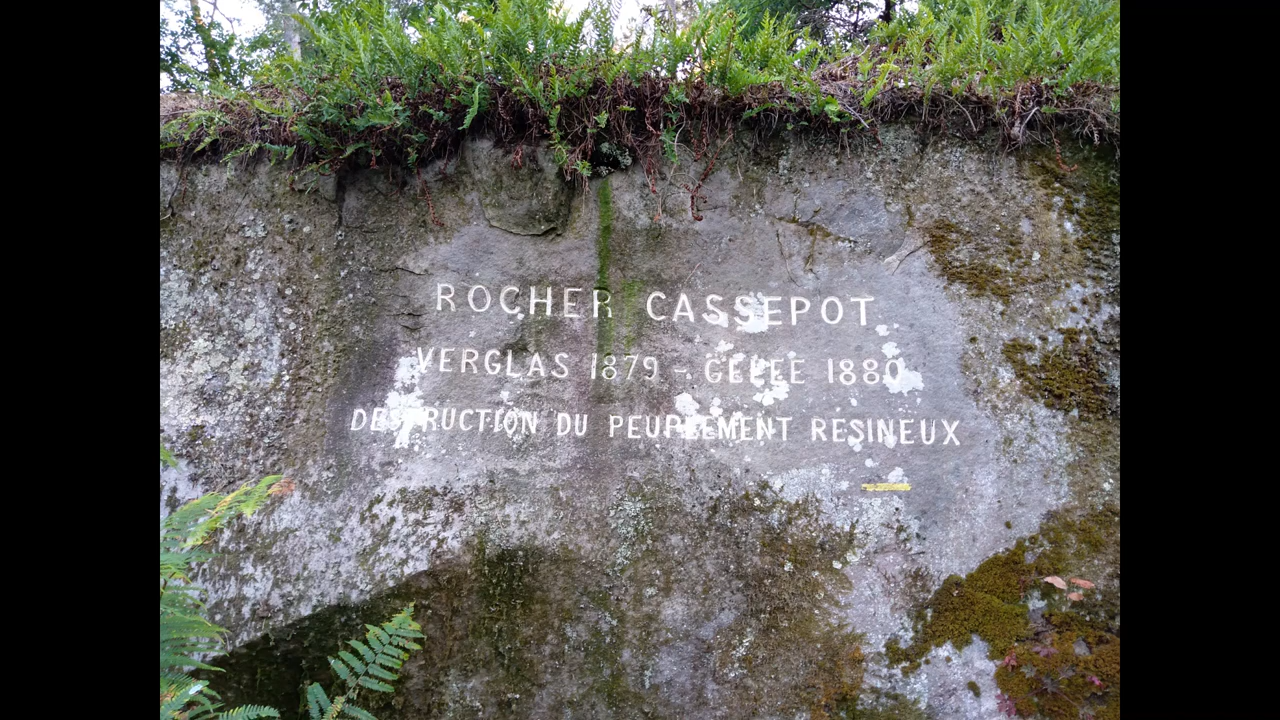 ROCHER CASSEPOT
VERGLAS 1879 - GELEE 1880
DESTRUCTION DU PEUPLEMENT RESINEUX